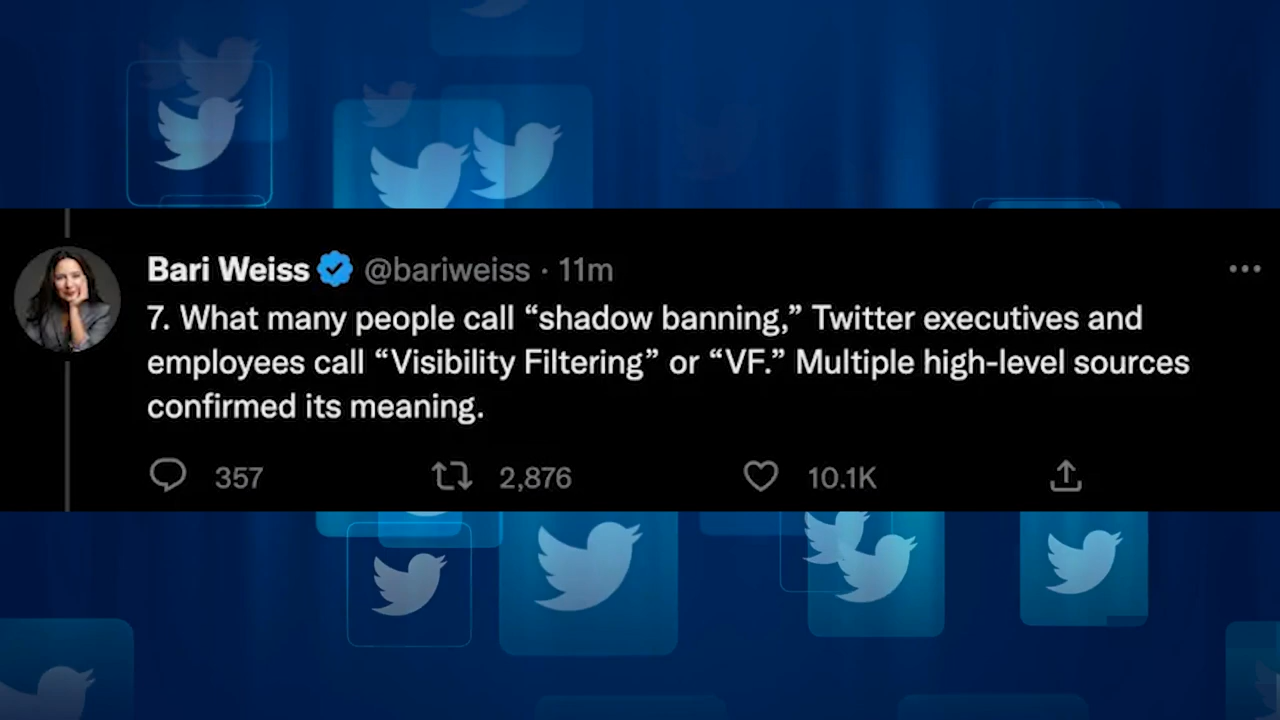 Bari Weiss @bariweiss · 11m
7. What many people call “shadow banning,” Twitter executives and
employees call “Visibility Filtering” or “VF.” Multiple high-level sources
confirmed its meaning.
357 2,876 10.1K